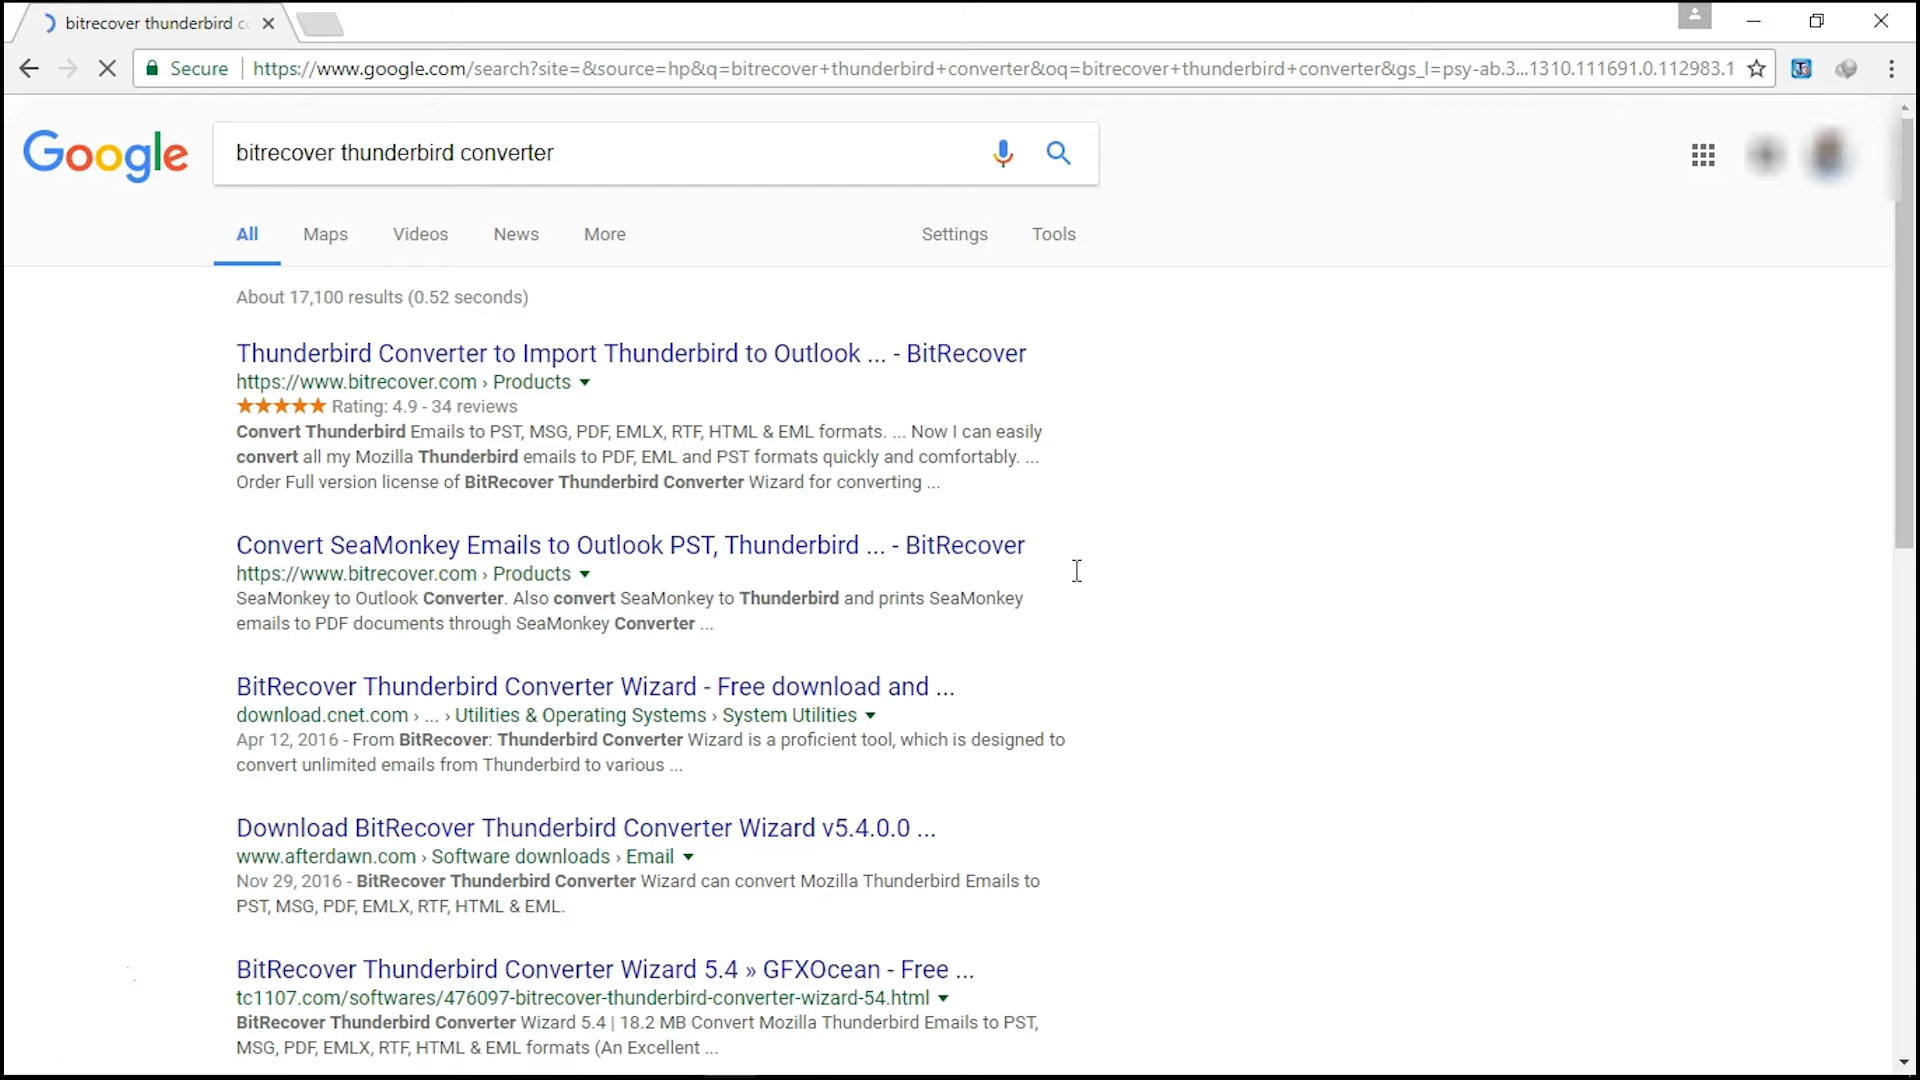 bitrecover thunderbird c
Secure https://www.google.com/search?site=&source=hp&q=bitrecover+thunderbird+converter&oq=bitrecover+thunderbird+converter&gs_l=psy-ab.3...1310.111691.0.112983.1
Google bitrecover thunderbird converter
All Maps Videos News More Settings Tools
About 17,100 results (0.52 seconds)
Thunderbird Converter to Import Thunderbird to Outlook ... - BitRecover
https://www.bitrecover.com › Products
Rating: 4.9 - 34 reviews
Convert Thunderbird Emails to PST, MSG, PDF, EMLX, RTF, HTML & EML formats. ... Now I can easily
convert all my Mozilla Thunderbird emails to PDF, EML and PST formats quickly and comfortably. ...
Order Full version license of BitRecover Thunderbird Converter Wizard for converting ...
Convert SeaMonkey Emails to Outlook PST, Thunderbird ... - BitRecover
https://www.bitrecover.com › Products
SeaMonkey to Outlook Converter. Also convert SeaMonkey to Thunderbird and prints SeaMonkey
emails to PDF documents through SeaMonkey Converter ...
BitRecover Thunderbird Converter Wizard - Free download and ...
download.cnet.com › ... › Utilities & Operating Systems › System Utilities
Apr 12, 2016 - From BitRecover: Thunderbird Converter Wizard is a proficient tool, which is designed to
convert unlimited emails from Thunderbird to various ...
Download BitRecover Thunderbird Converter Wizard v5.4.0.0 ...
www.afterdawn.com › Software downloads › Email
Nov 29, 2016 - BitRecover Thunderbird Converter Wizard can convert Mozilla Thunderbird Emails to
PST, MSG, PDF, EMLX, RTF, HTML & EML.
BitRecover Thunderbird Converter Wizard 5.4 » GFXOcean - Free ...
tc1107.com/softwares/476097-bitrecover-thunderbird-converter-wizard-54.html
BitRecover Thunderbird Converter Wizard 5.4 | 18.2 MB Convert Mozilla Thunderbird Emails to PST,
MSG, PDF, EMLX, RTF, HTML & EML formats (An Excellent ...